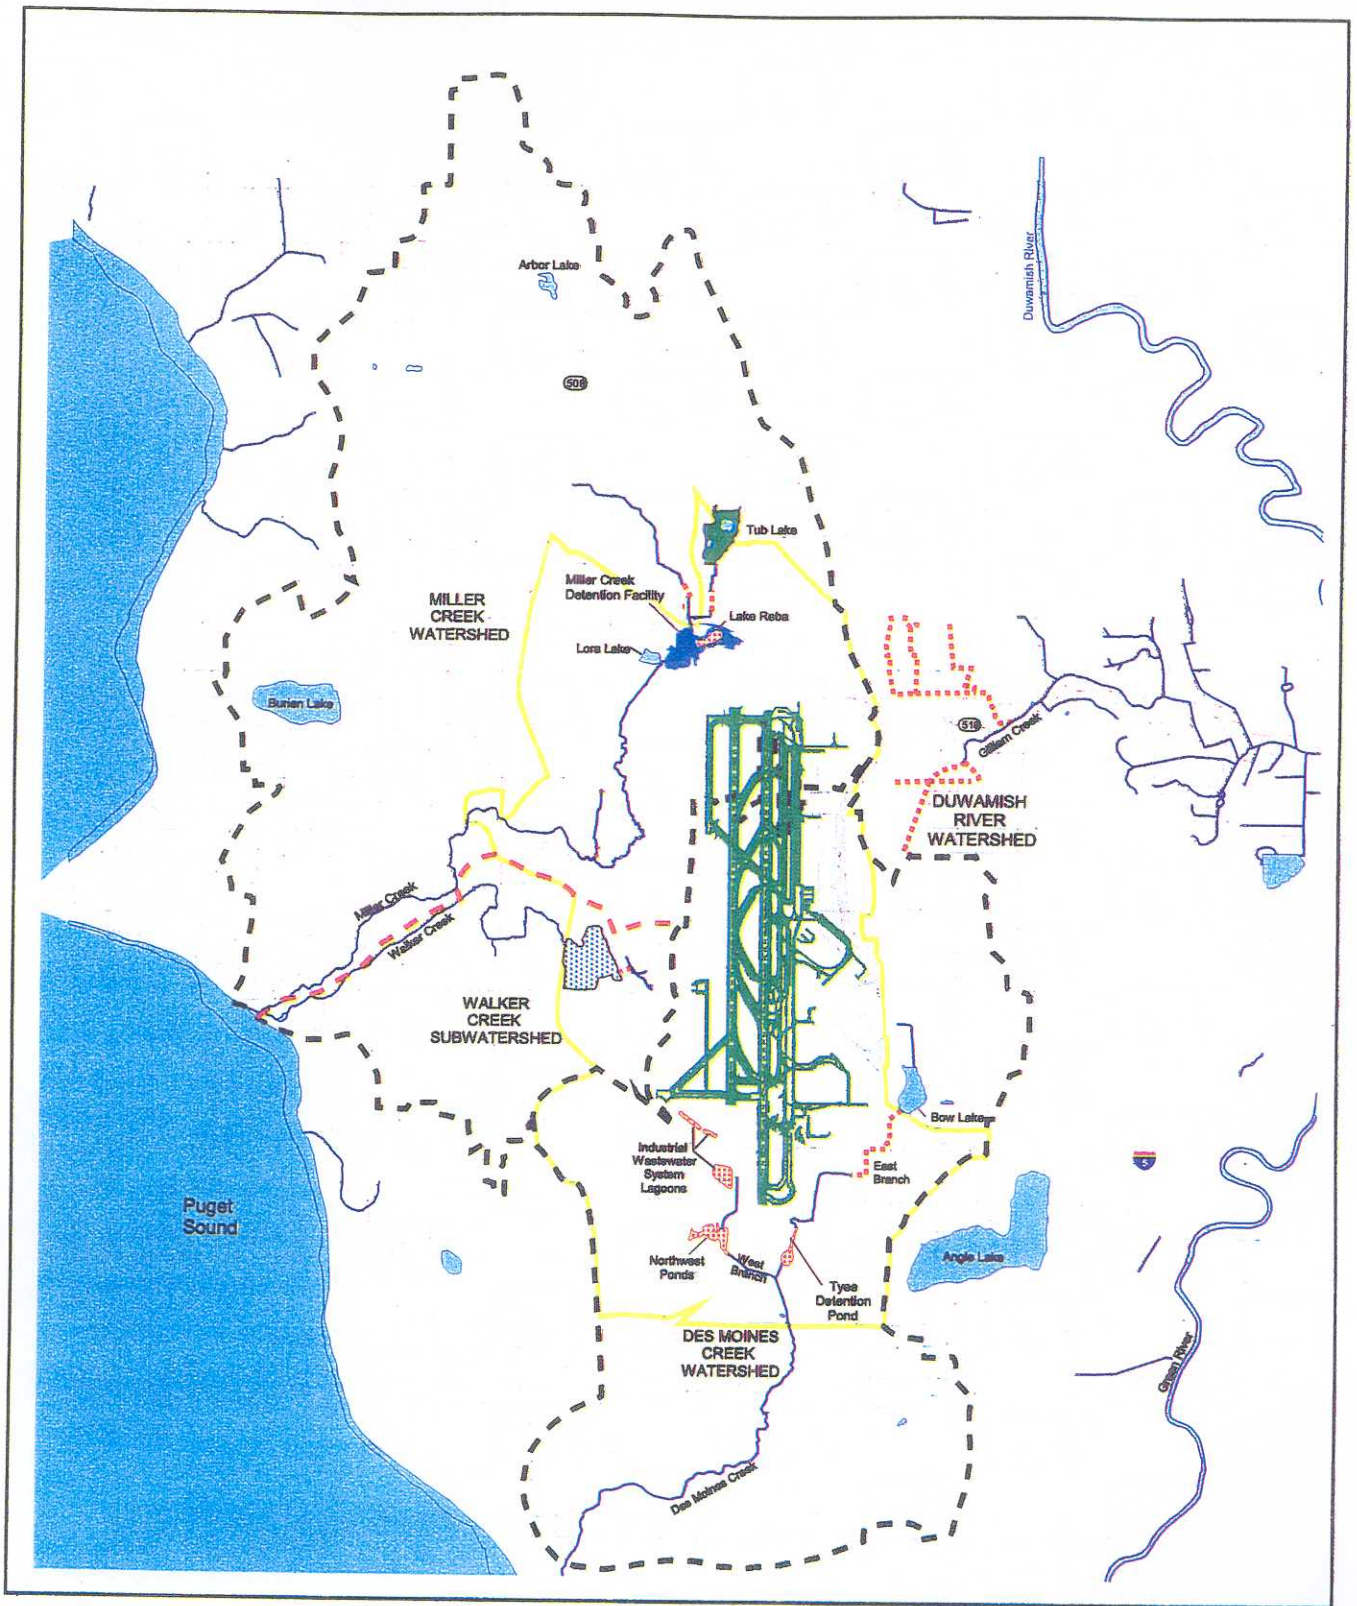 Duwamish River
Arbor Lake
509
Tub Lake
Miller Creek
Detention Facility
MILLER
CREEK
WATERSHED
Lake Reba
Lora Lake
Burien Lake
518
Gilliam Creek
DUWAMISH
RIVER
WATERSHED
Miller Creek
Walker Creek
WALKER
CREEK
SUBWATERSHED
Bow Lake
Industrial
Wastewater
System
Lagoons
East
Branch
5
Puget
Sound
Northwest
Ponds
West
Branch
Angle Lake
Tyee
Detention
Pond
DES MOINES
CREEK
WATERSHED
Green River
Des Moines Creek